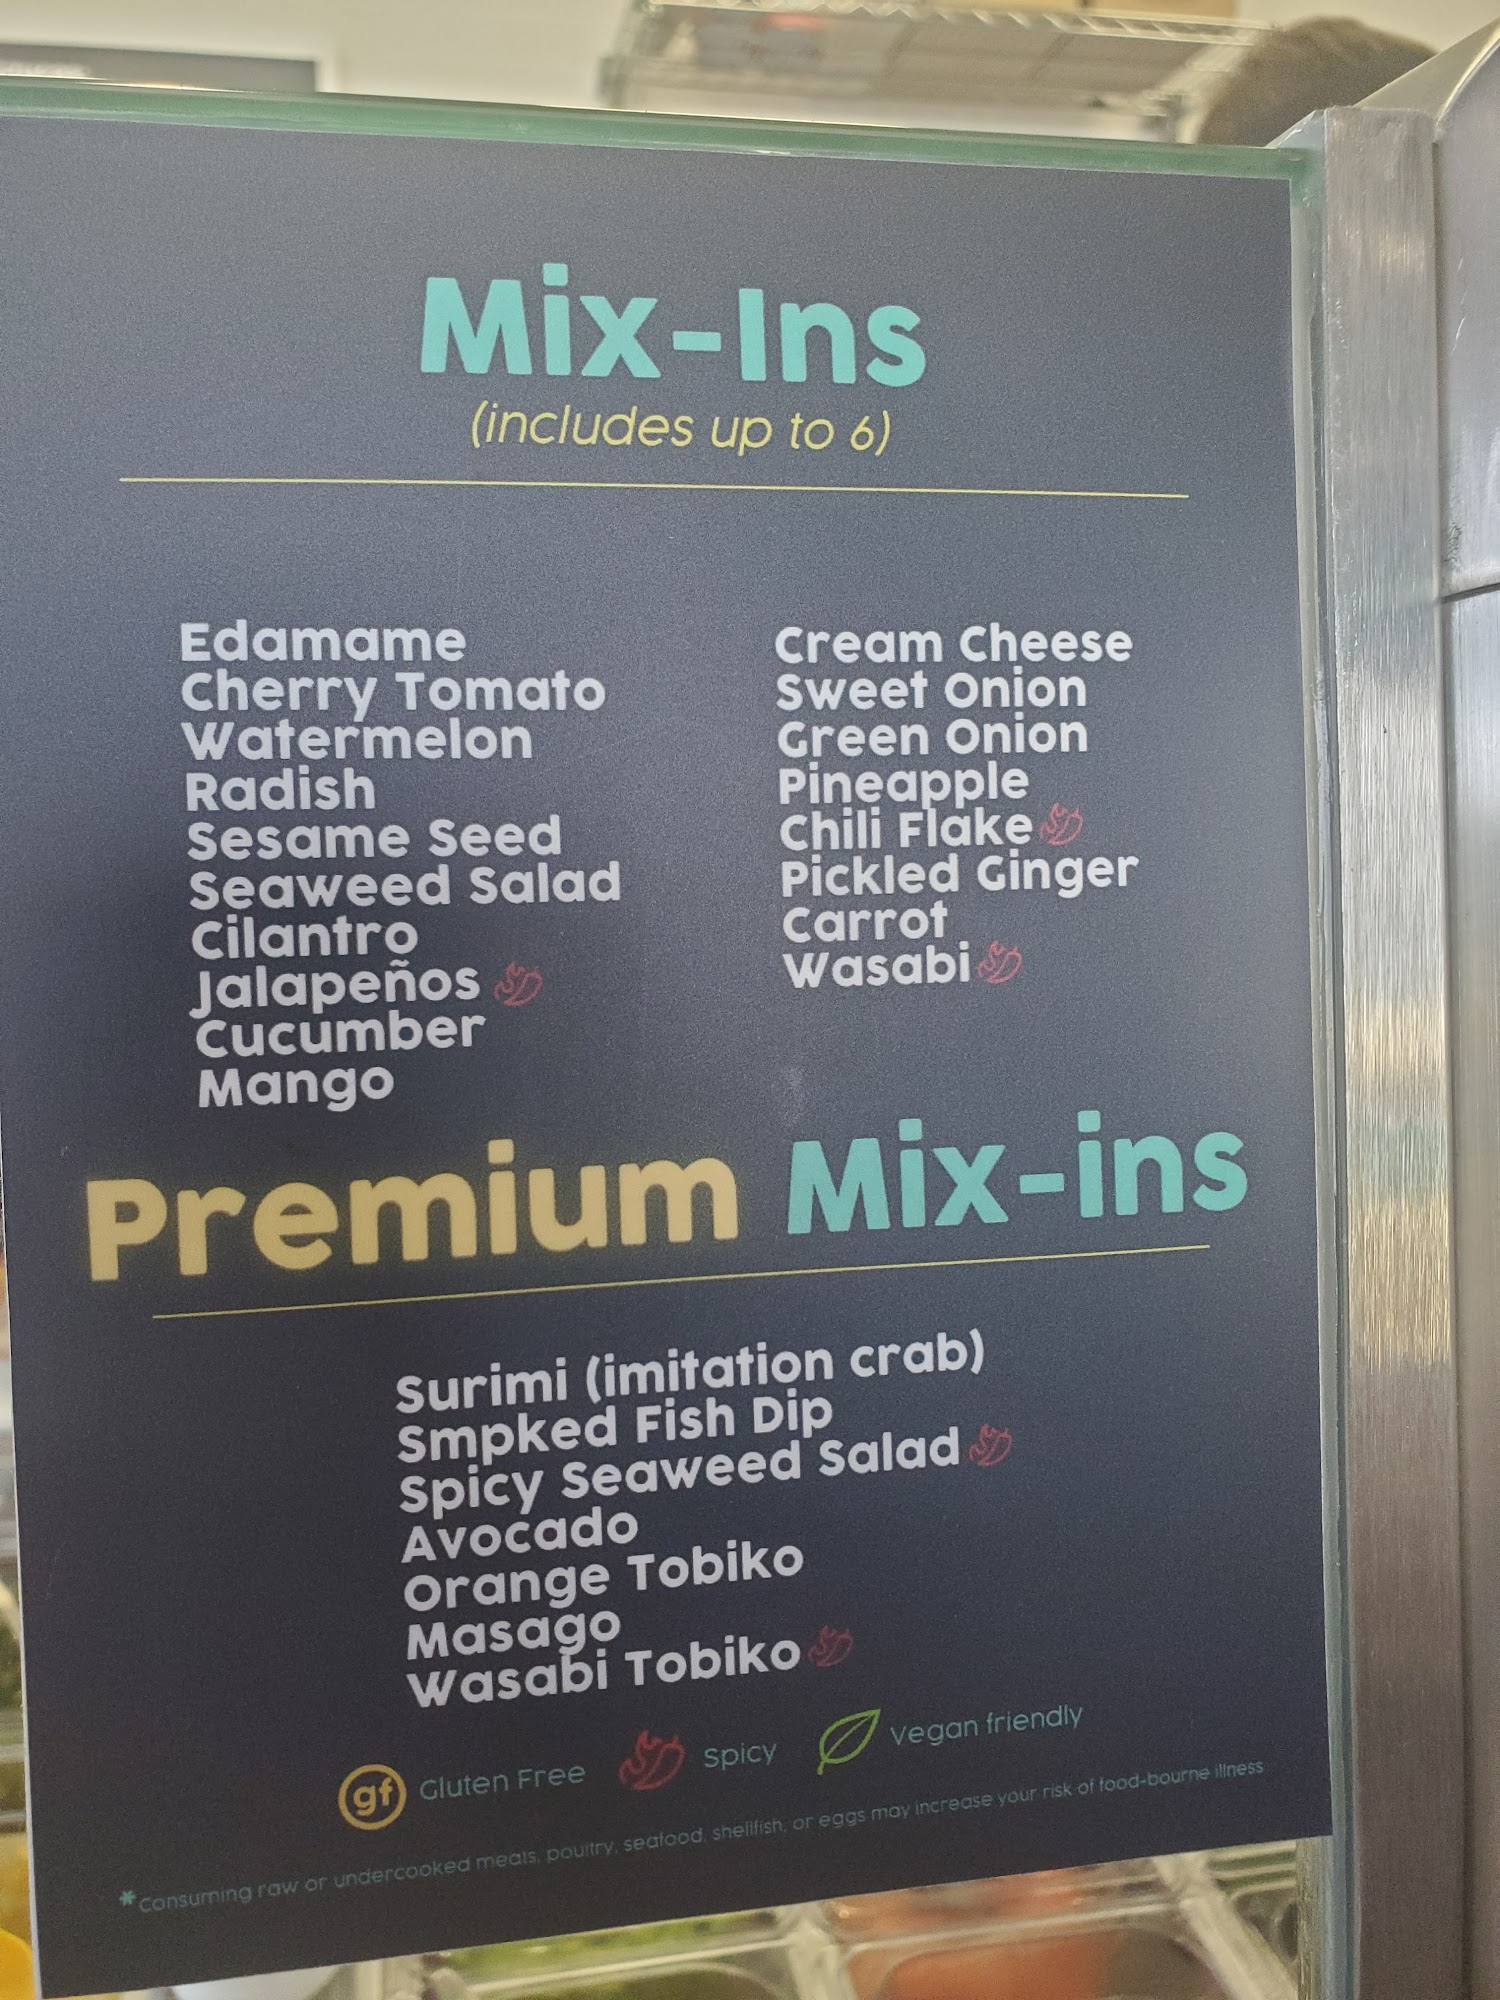 Mix-Ins
(includes up to 6)
Edamame
Cherry Tomato
Watermelon
Radish
Sesame Seed
Seaweed Salad
Cilantro
Jalapeños
Cucumber
Mango
Cream Cheese
Sweet Onion
Green Onion
Pineapple
Chili Flake
Pickled Ginger
Carrot
Wasabi
Premium Mix-ins
Surimi (imitation crab)
Smpked Fish Dip
Spicy Seaweed Salad
Avocado
Orange Tobiko
Masago
Wasabi Tobiko
gf Gluten Free Spicy Vegan friendly
*Consuming raw or undercooked meats, poultry, seafood, shellfish, or eggs may increase your risk of food-bourne illness